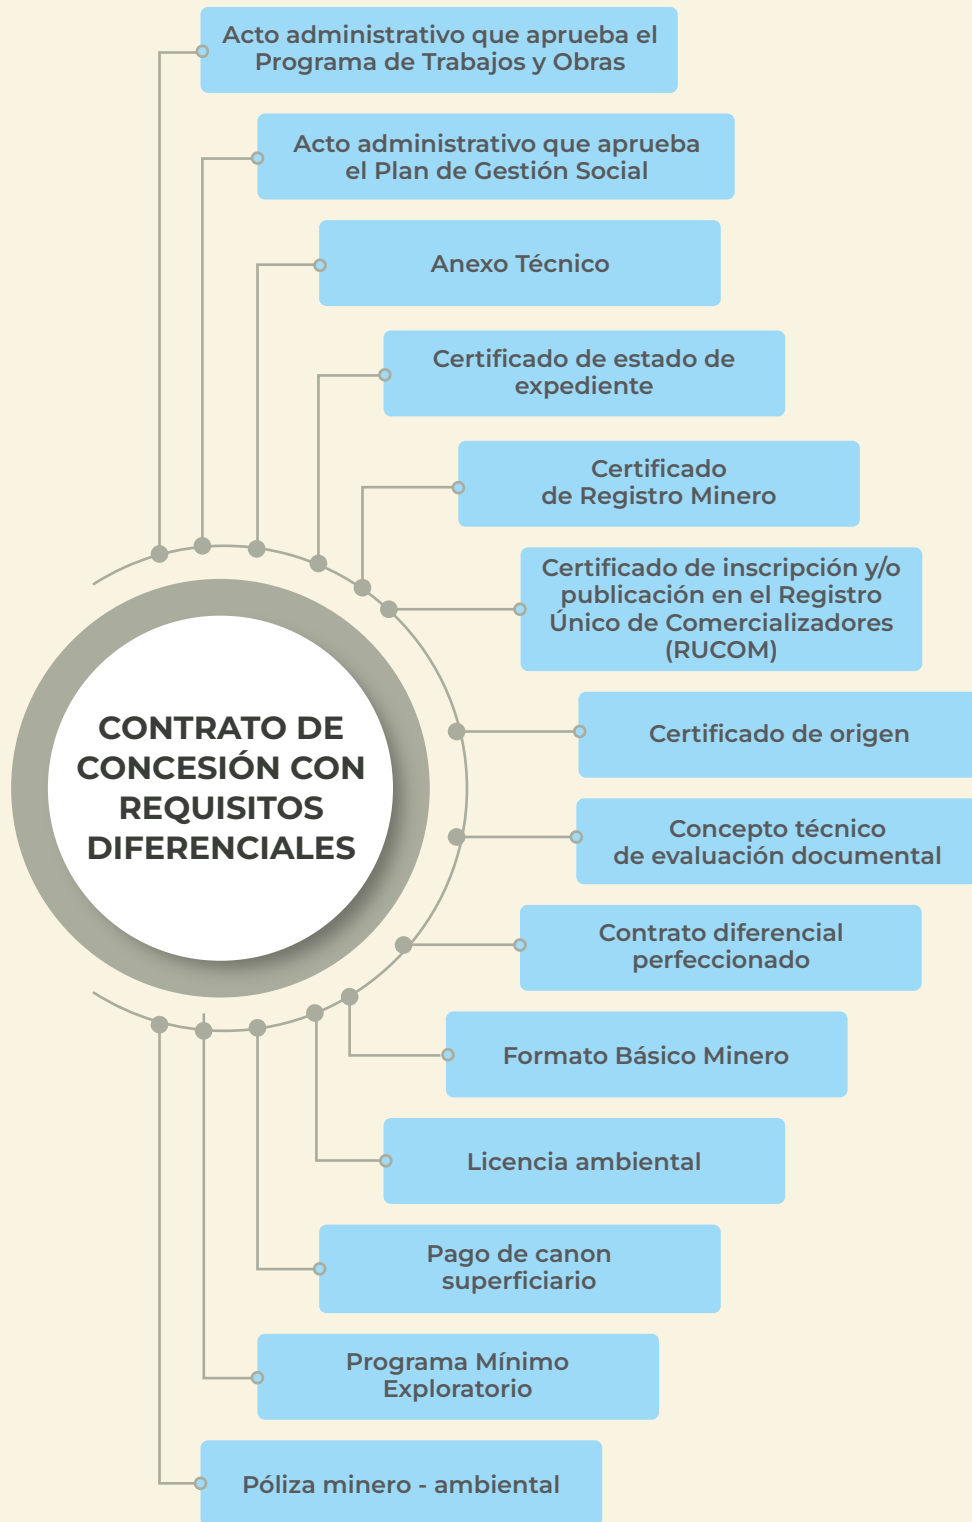 Acto administrativo que aprueba el
Programa de Trabajos y Obras
Acto administrativo que aprueba
el Plan de Gestión Social
Anexo Técnico
Certificado de estado de
expediente
Certificado
de Registro Minero
Certificado de inscripción y/o
publicación en el Registro
Único de Comercializadores
(RUCOM)
CONTRATO DE
CONCESIÓN CON
REQUISITOS
DIFERENCIALES
Certificado de origen
Concepto técnico
de evaluación documental
Contrato diferencial
perfeccionado
Formato Básico Minero
Licencia ambiental
Pago de canon
superficiario
Programa Mínimo
Exploratorio
Póliza minero - ambiental